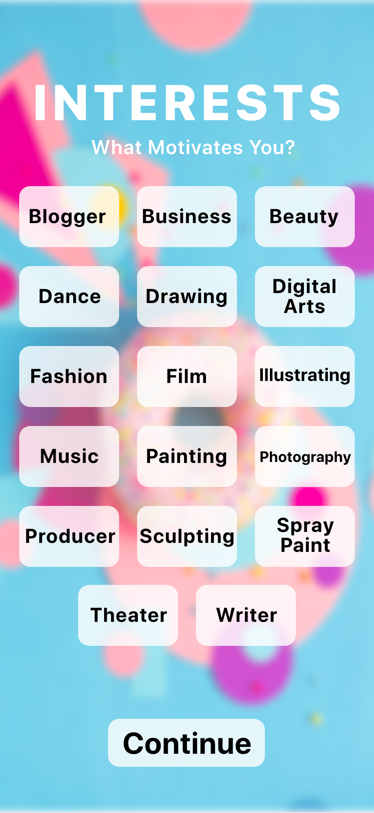 INTERESTS
What Motivates You?
Blogger
Business
Beauty
Dance
Drawing
Digital
Arts
Fashion
Film
Illustrating
Music
Painting
Photography
Producer
Sculpting
Spray
Paint
Theater
Writer
Continue